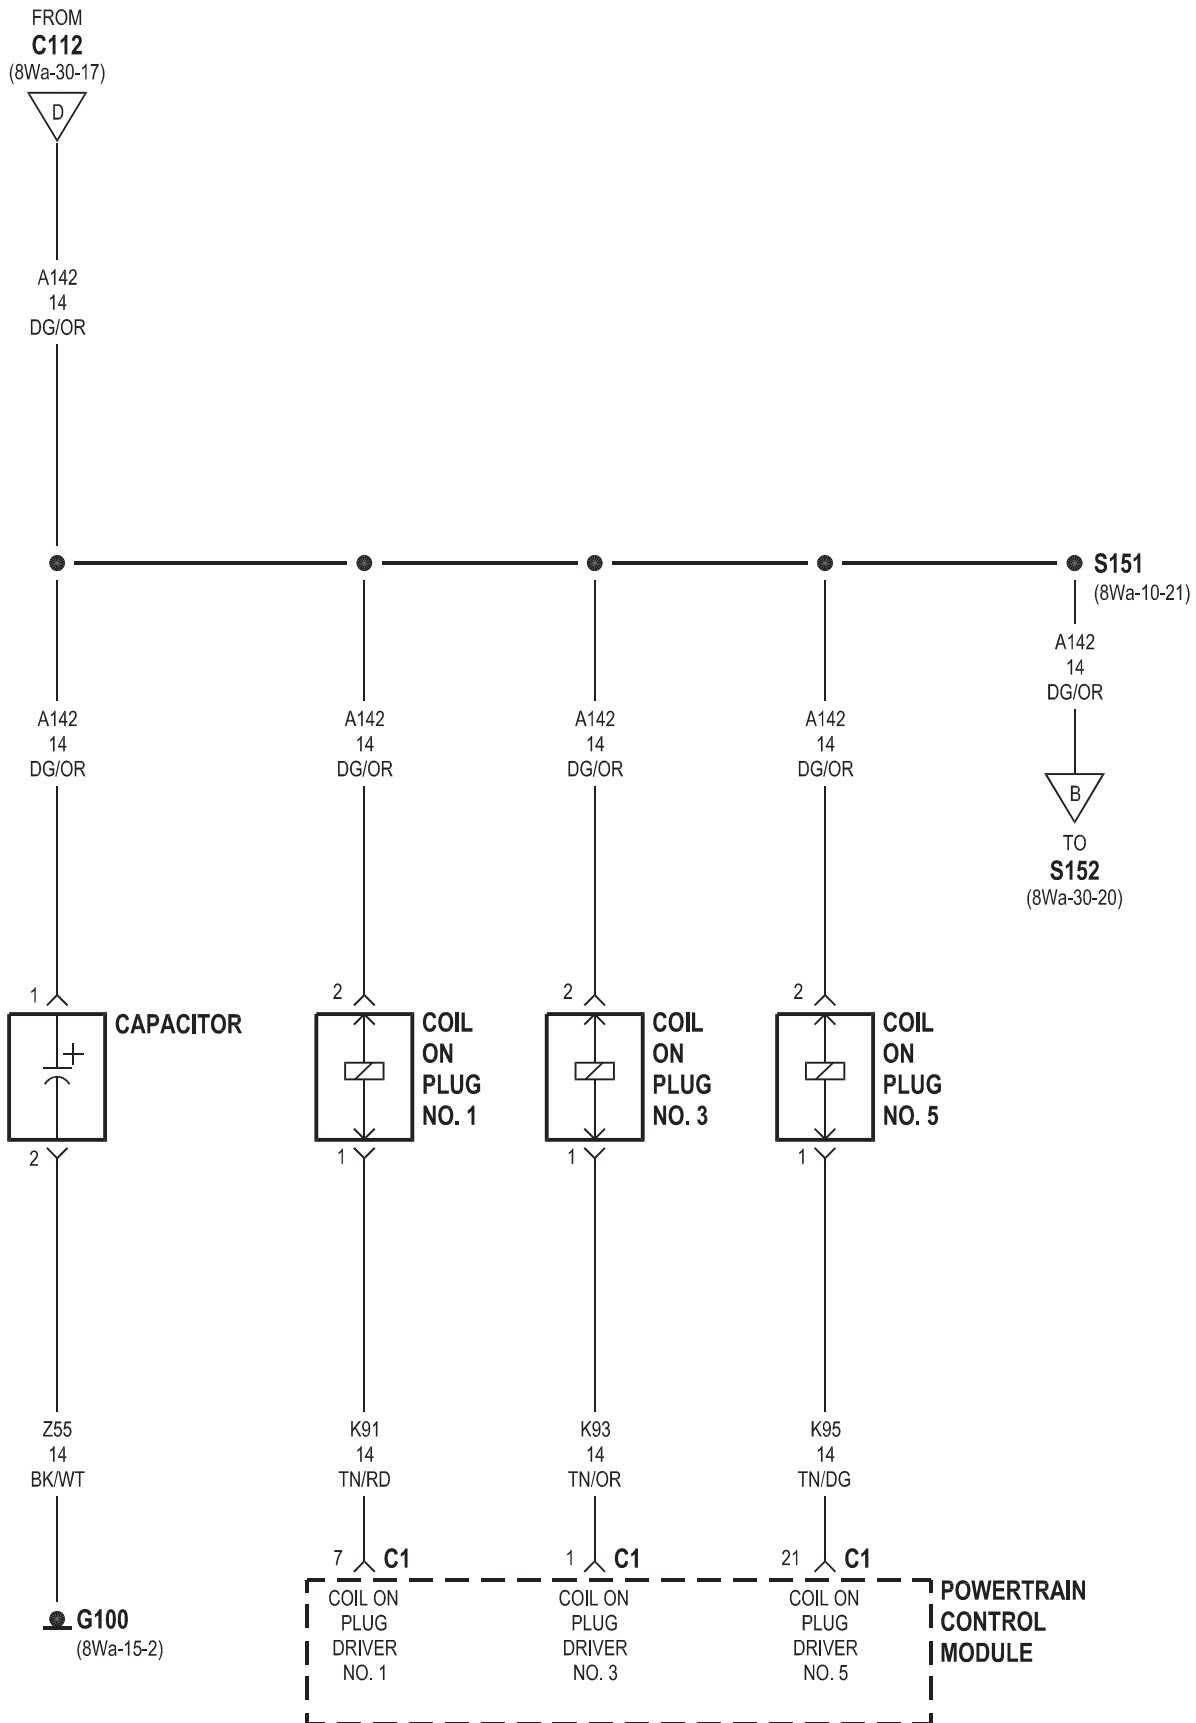 FROM
C112
(8Wa-30-17)
D
A142
14
DG/OR
S151
(8Wa-10-21)
A142
14
DG/OR
B
TO
S152
(8Wa-30-20)
A142
14
DG/OR
A142
14
DG/OR
A142
14
DG/OR
A142
14
DG/OR
1
CAPACITOR
+
2
2
COIL
ON
PLUG
NO. 1
1
2
COIL
ON
PLUG
NO. 3
1
2
COIL
ON
PLUG
NO. 5
1
Z55
14
BK/WT
K91
14
TN/RD
K93
14
TN/OR
K95
14
TN/DG
G100
(8Wa-15-2)
7 C1
COIL ON
PLUG
DRIVER
NO. 1
1 C1
COIL ON
PLUG
DRIVER
NO. 3
21 C1
COIL ON
PLUG
DRIVER
NO. 5
POWERTRAIN
CONTROL
MODULE